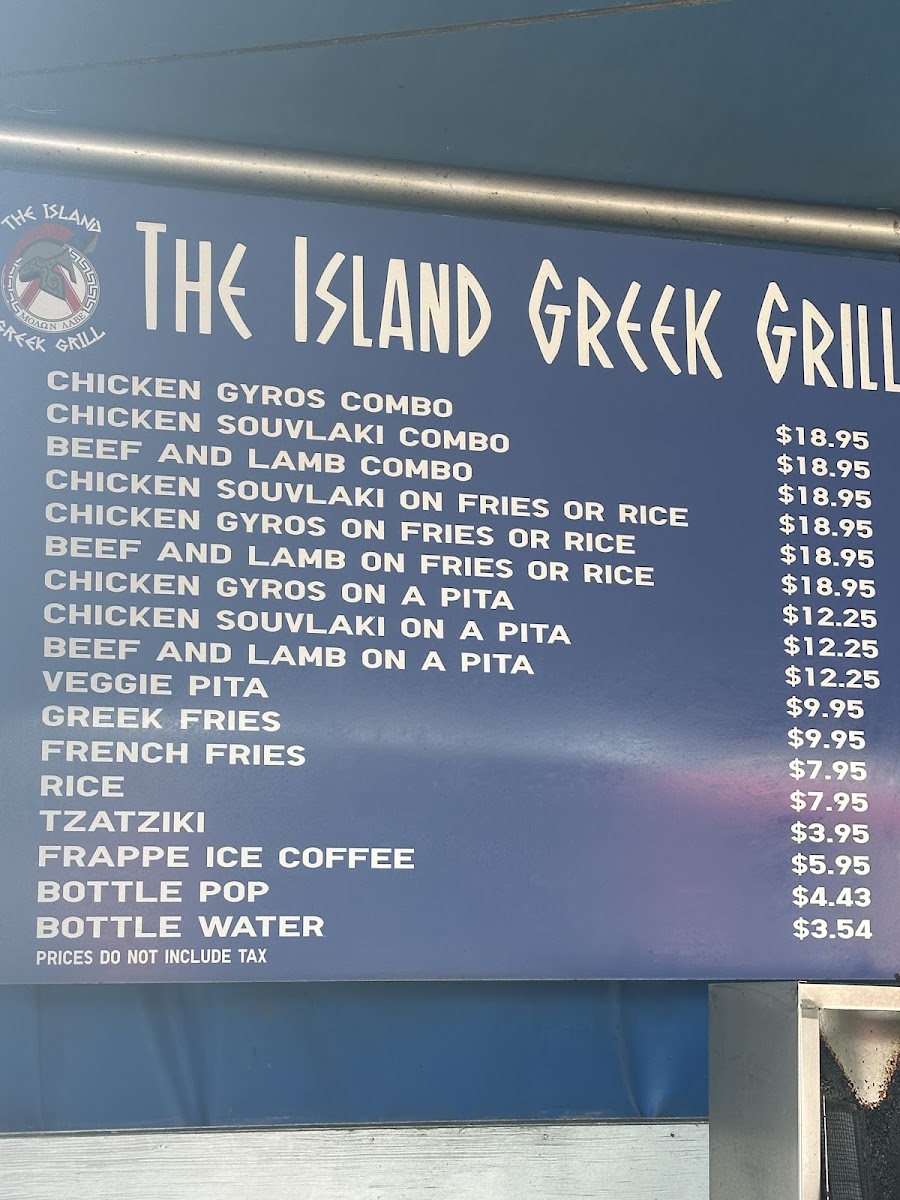 THE ISLAND
ΜΟΛΩΝ ΛΑΒΕ
GREEK GRILL
THE ISLAND GREEK GRILL
CHICKEN GYROS COMBO $18.95
CHICKEN SOUVLAKI COMBO $18.95
BEEF AND LAMB COMBO $18.95
CHICKEN SOUVLAKI ON FRIES OR RICE $18.95
CHICKEN GYROS ON FRIES OR RICE $18.95
BEEF AND LAMB ON FRIES OR RICE $18.95
CHICKEN GYROS ON A PITA $12.25
CHICKEN SOUVLAKI ON A PITA $12.25
BEEF AND LAMB ON A PITA $12.25
VEGGIE PITA $9.95
GREEK FRIES $9.95
FRENCH FRIES $7.95
RICE $7.95
TZATZIKI $3.95
FRAPPE ICE COFFEE $5.95
BOTTLE POP $4.43
BOTTLE WATER $3.54
PRICES DO NOT INCLUDE TAX